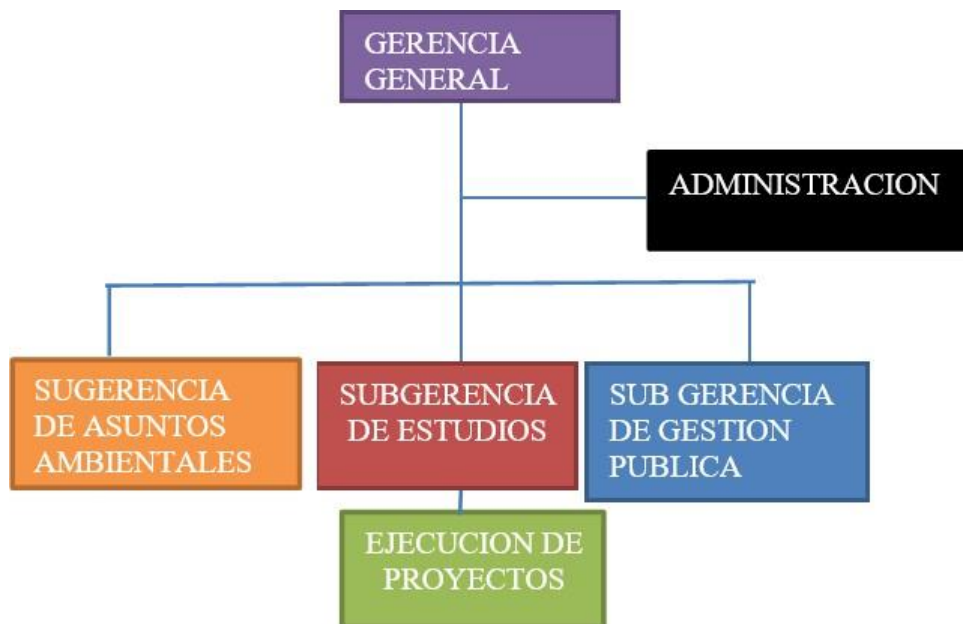 GERENCIA
GENERAL
ADMINISTRACION
SUGERENCIA
DE ASUNTOS
AMBIENTALES
SUBGERENCIA
DE ESTUDIOS
SUB GERENCIA
DE GESTION
PUBLICA
EJECUCION DE
PROYECTOS